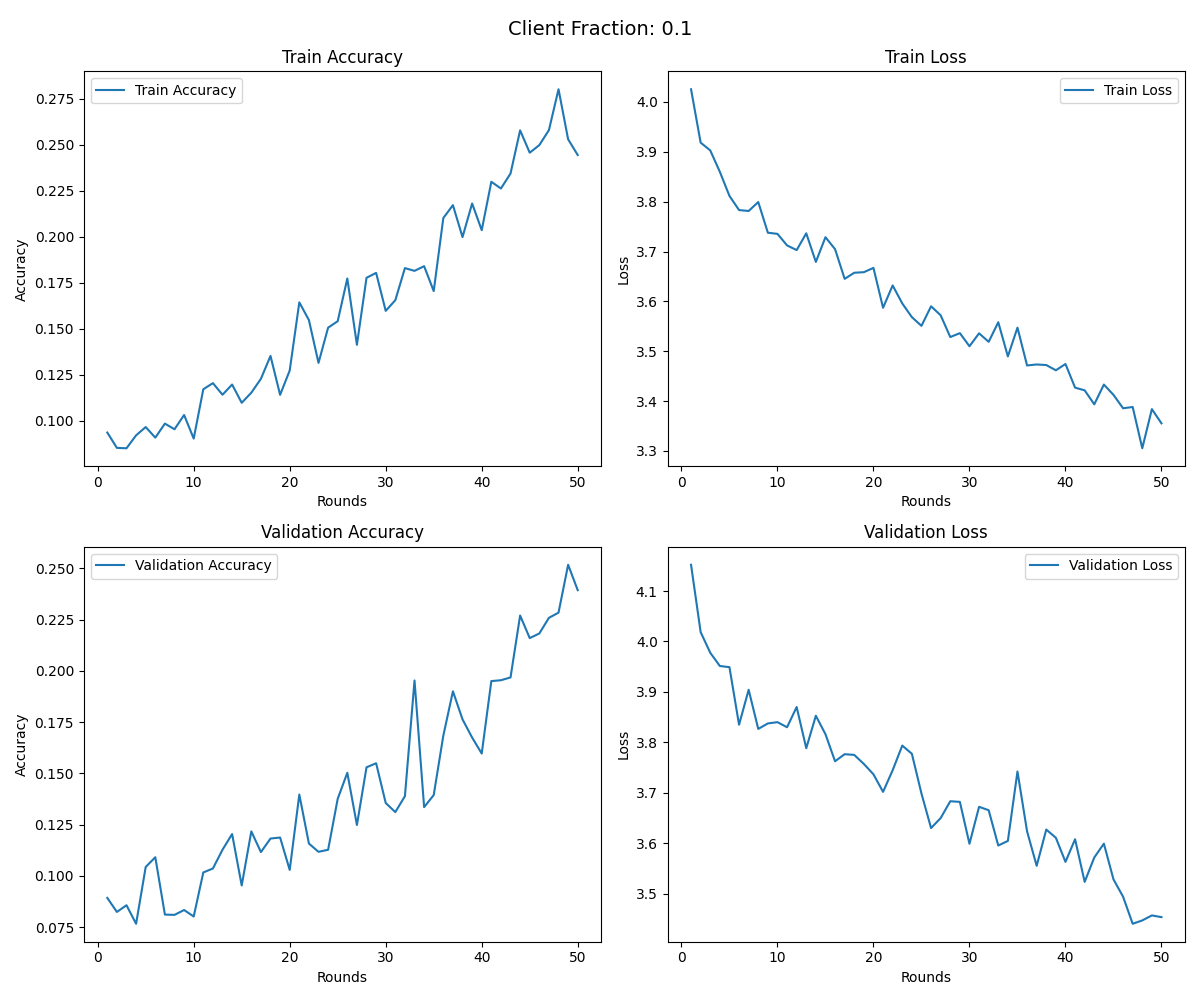 Client Fraction: 0.1
Train Accuracy
Train Accuracy
0.275
0.250
0.225
0.200
0.175
0.150
0.125
0.100
Accuracy
0 10 20 30 40 50
Rounds
Train Loss
Train Loss
4.0
3.9
3.8
3.7
3.6
3.5
3.4
3.3
Loss
0 10 20 30 40 50
Rounds
Validation Accuracy
Validation Accuracy
0.250
0.225
0.200
0.175
0.150
0.125
0.100
0.075
Accuracy
0 10 20 30 40 50
Rounds
Validation Loss
Validation Loss
4.1
4.0
3.9
3.8
3.7
3.6
3.5
Loss
0 10 20 30 40 50
Rounds